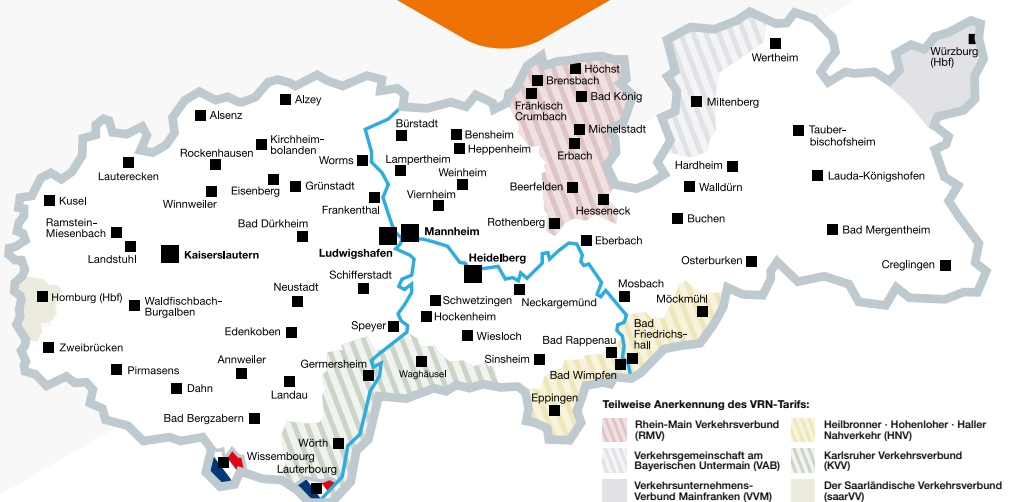 Höchst
Brensbach
Bad König
Fränkisch
Crumbach
Michelstadt
Erbach
Beerfelden
Hesseneck
Rothenberg
Wertheim
Würzburg
(Hbf)
Miltenberg
Tauber-
bischofsheim
Hardheim
Lauda-Königshofen
Walldürn
Buchen
Bad Mergentheim
Osterburken
Creglingen
Alzey
Alsenz
Kirchheim-
bolanden
Rockenhausen
Lauterecken
Eisenberg
Grünstadt
Winnweiler
Kusel
Worms
Bürstadt
Bensheim
Heppenheim
Lampertheim
Weinheim
Viernheim
Frankenthal
Ramstein-
Miesenbach
Landstuhl
Kaiserslautern
Bad Dürkheim
Ludwigshafen
Mannheim
Heidelberg
Eberbach
Schifferstadt
Homburg (Hbf)
Waldfischbach-
Burgalben
Neustadt
Schwetzingen
Neckargemünd
Mosbach
Möckmühl
Hockenheim
Speyer
Wiesloch
Edenkoben
Bad
Friedrichs-
hall
Bad Rappenau
Sinsheim
Bad Wimpfen
Zweibrücken
Pirmasens
Annweiler
Germersheim
Waghäusel
Dahn
Landau
Eppingen
Bad Bergzabern
Wörth
Wissembourg
Lauterbourg
Teilweise Anerkennung des VRN-Tarifs:
Rhein-Main Verkehrsverbund
(RMV)
Verkehrsgemeinschaft am
Bayerischen Untermain (VAB)
Verkehrsunternehmens-
Verbund Mainfranken (VVM)
Heilbronner · Hohenloher · Haller
Nahverkehr (HNV)
Karlsruher Verkehrsverbund
(KVV)
Der Saarländische Verkehrsverbund
(saarVV)